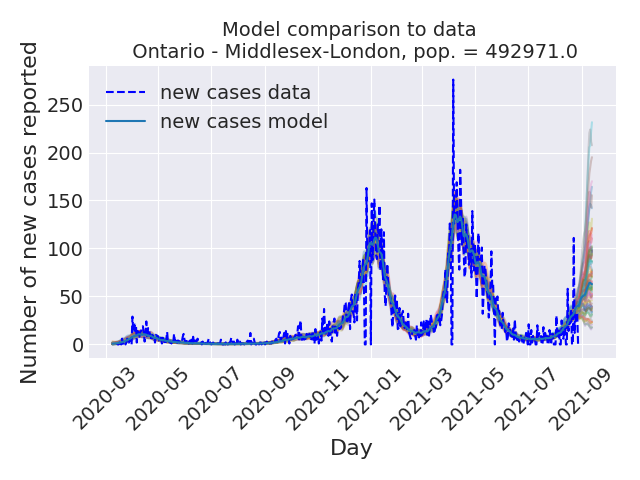 Model comparison to data
Ontario - Middlesex-London, pop. = 492971.0
Number of new cases reported
new cases data
new cases model
250
200
150
100
50
0
2020-03
2020-05
2020-07
2020-09
2020-11
2021-01
2021-03
2021-05
2021-07
2021-09
Day